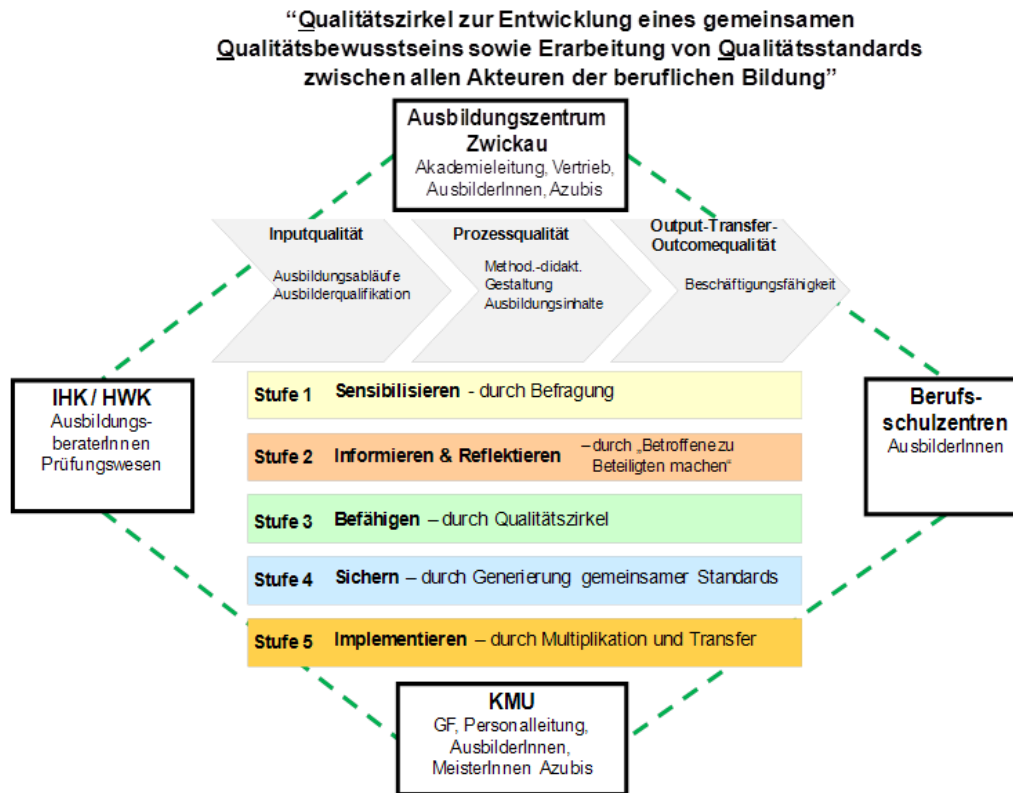 “Qualitätszirkel zur Entwicklung eines gemeinsamen
Qualitätsbewusstseins sowie Erarbeitung von Qualitätsstandards
zwischen allen Akteuren der beruflichen Bildung”
Ausbildungszentrum
Zwickau
Akademieleitung, Vertrieb,
AusbilderInnen, Azubis
Inputqualität
Ausbildungsabläufe
Ausbilderqualifikation
Prozessqualität
Method.-didakt.
Gestaltung
Ausbildungsinhalte
Output-Transfer-
Outcomequalität
Beschäftigungsfähigkeit
IHK / HWK
Ausbildungs-
beraterInnen
Prüfungswesen
Stufe 1 Sensibilisieren - durch Befragung
Stufe 2 Informieren & Reflektieren – durch „Betroffene zu
Beteiligten machen“
Stufe 3 Befähigen – durch Qualitätszirkel
Stufe 4 Sichern – durch Generierung gemeinsamer Standards
Stufe 5 Implementieren – durch Multiplikation und Transfer
Berufs-
schulzentren
AusbilderInnen
KMU
GF, Personalleitung,
AusbilderInnen,
MeisterInnen Azubis